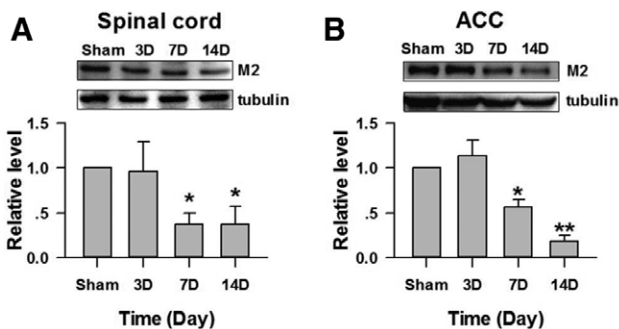 A Spinal cord
Sham 3D 7D 14D
M2
tubulin
Relative level
1.5
1.0
.5
0.0
* *
Sham 3D 7D 14D
Time (Day)
B ACC
Sham 3D 7D 14D
M2
tubulin
Relative level
1.5
1.0
.5
0.0
* **
Sham 3D 7D 14D
Time (Day)